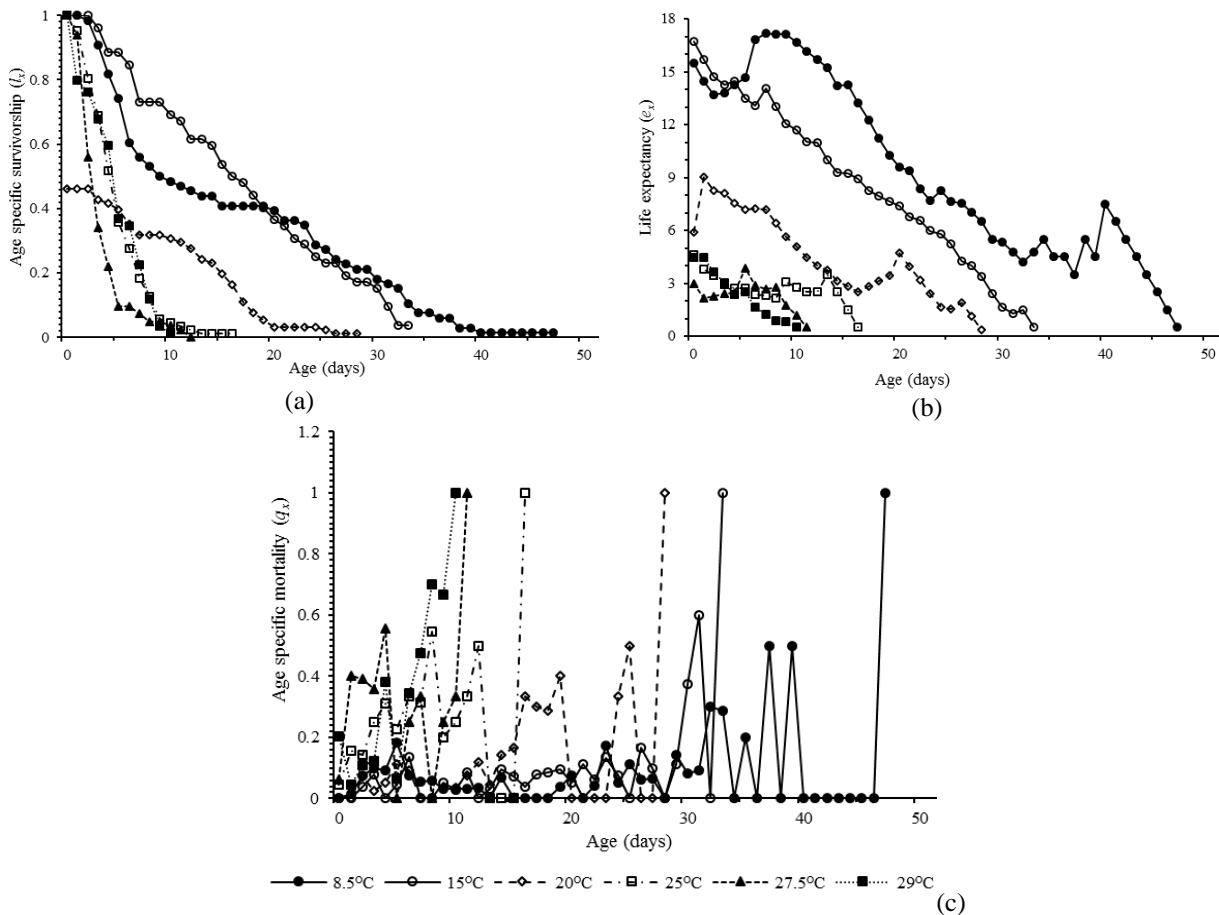 1
0.8
0.6
0.4
0.2
0
Age specific survivorship (lₓ)
0
10
20
30
40
50
Age (days)
(a)
18
15
12
9
6
3
0
Life expectancy (eₓ)
0
10
20
30
40
50
Age (days)
(b)
1.2
1
0.8
0.6
0.4
0.2
0
Age specific mortality (qₓ)
0
10
20
30
40
50
Age (days)
8.5°C
15°C
20°C
25°C
27.5°C
29°C
(c)